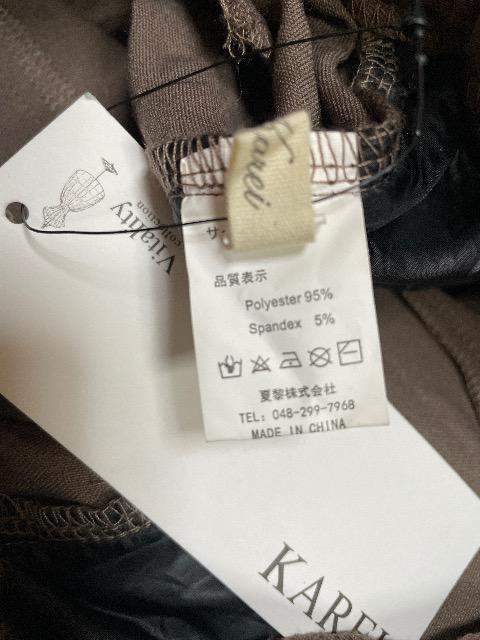 Vitality
collection
Karei
サ
品質表示
Polyester 95%
Spandex 5%
夏黎株式会社
TEL: 048-299-7968
MADE IN CHINA
KAREI